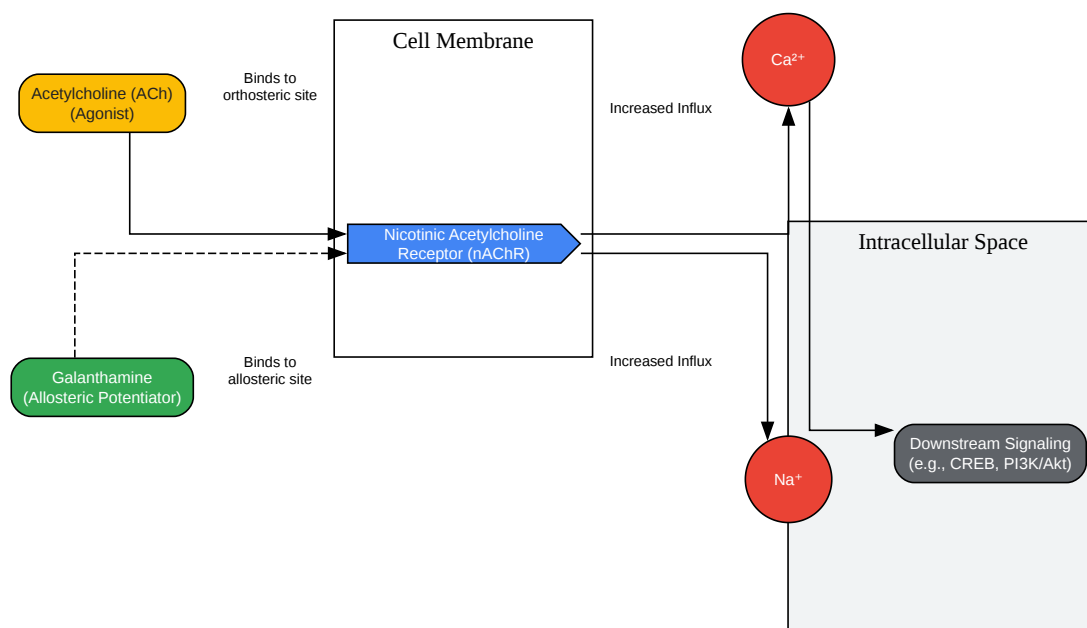 Cell Membrane
Ca²⁺
Binds to
orthosteric site
Acetylcholine (ACh)
(Agonist)
Increased Influx
Nicotinic Acetylcholine
Receptor (nAChR)
Intracellular Space
Binds to
allosteric site
Increased Influx
Galanthamine
(Allosteric Potentiator)
Downstream Signaling
(e.g., CREB, PI3K/Akt)
Na⁺